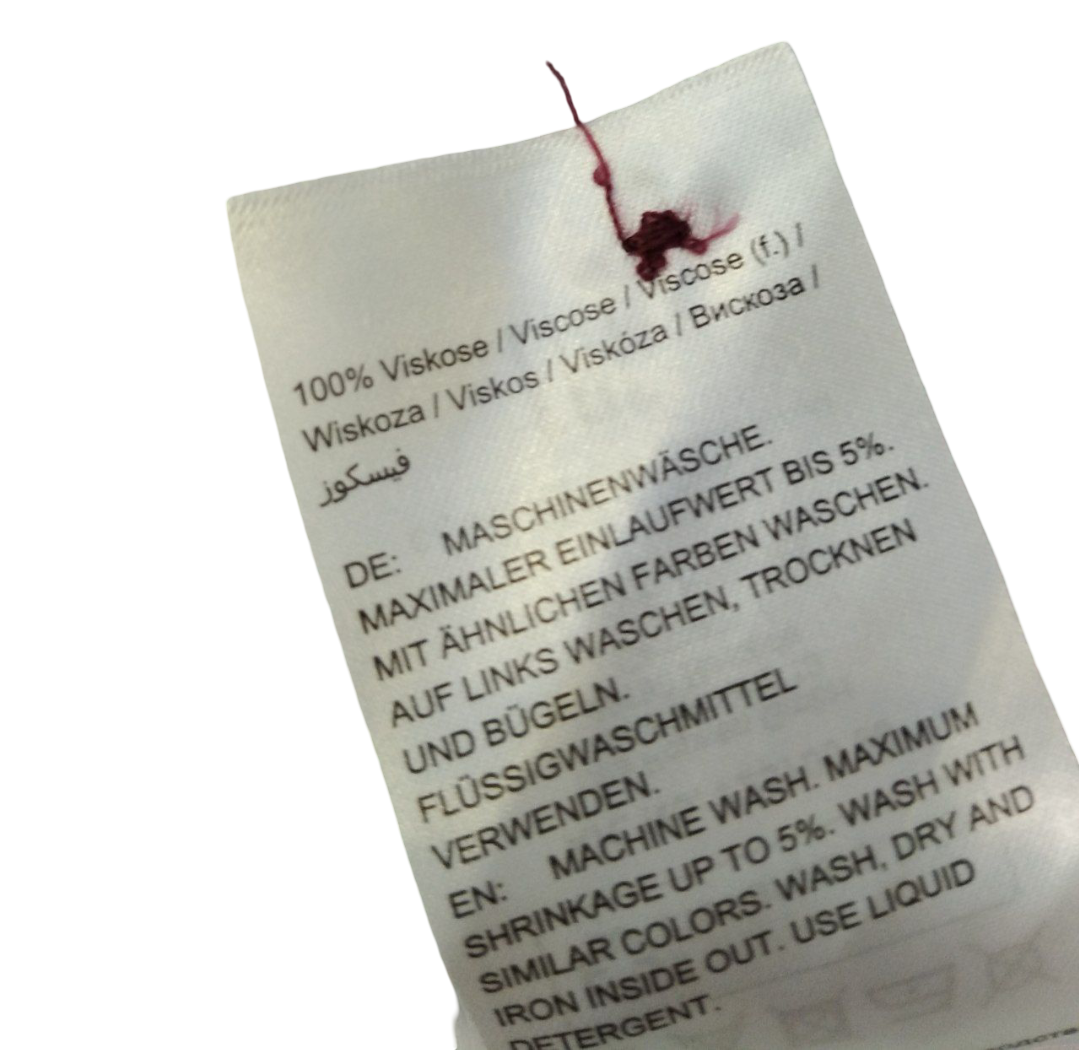 100% Viskose / Viscose / Viscose (f.) /
Wiskoza / Viskos / Viskóza / Вискоза /
فيسكوز
DE: MASCHINENWÄSCHE.
MAXIMALER EINLAUFWERT BIS 5%.
MIT ÄHNLICHEN FARBEN WASCHEN.
AUF LINKS WASCHEN, TROCKNEN
UND BÜGELN.
FLÜSSIGWASCHMITTEL
VERWENDEN.
EN: MACHINE WASH. MAXIMUM
SHRINKAGE UP TO 5%. WASH WITH
SIMILAR COLORS. WASH, DRY AND
IRON INSIDE OUT. USE LIQUID
DETERGENT.